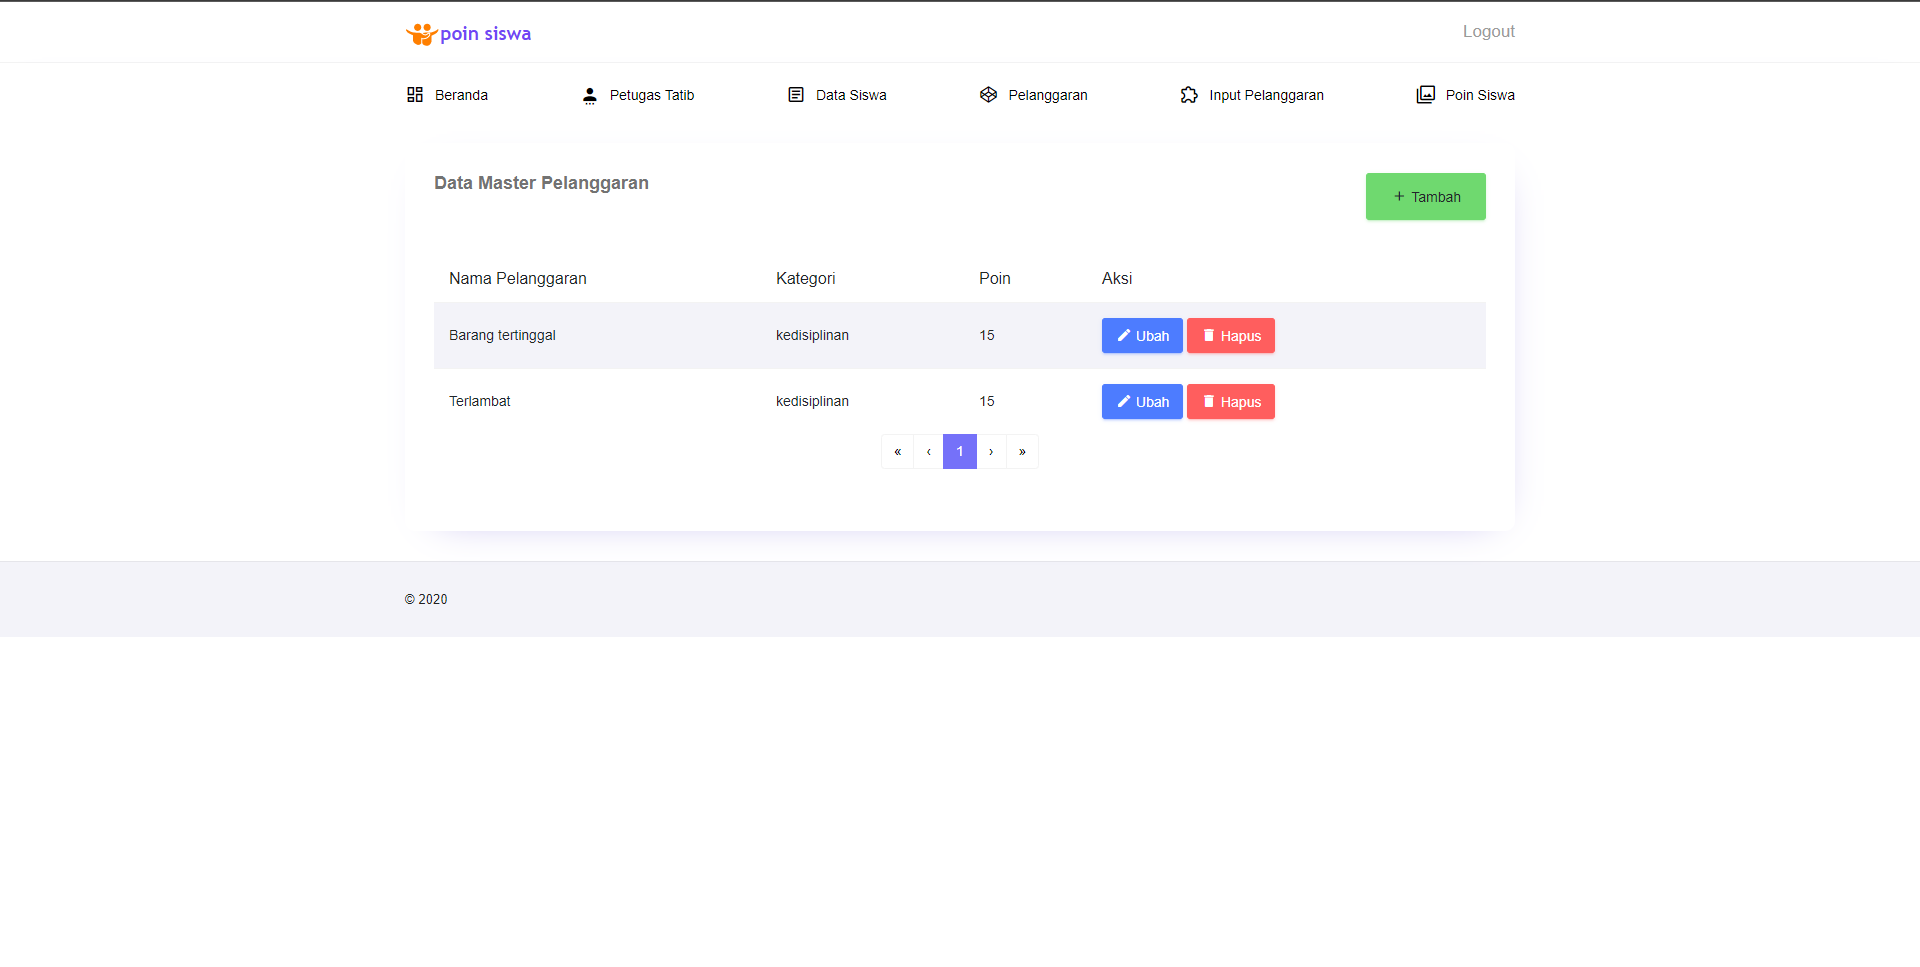 poin siswa
Logout
Beranda
Petugas Tatib
Data Siswa
Pelanggaran
Input Pelanggaran
Poin Siswa
Data Master Pelanggaran
+ Tambah
Nama Pelanggaran Kategori Poin Aksi
Barang tertinggal kedisiplinan 15 Ubah Hapus
Terlambat kedisiplinan 15 Ubah Hapus
« ‹ 1 › »
© 2020